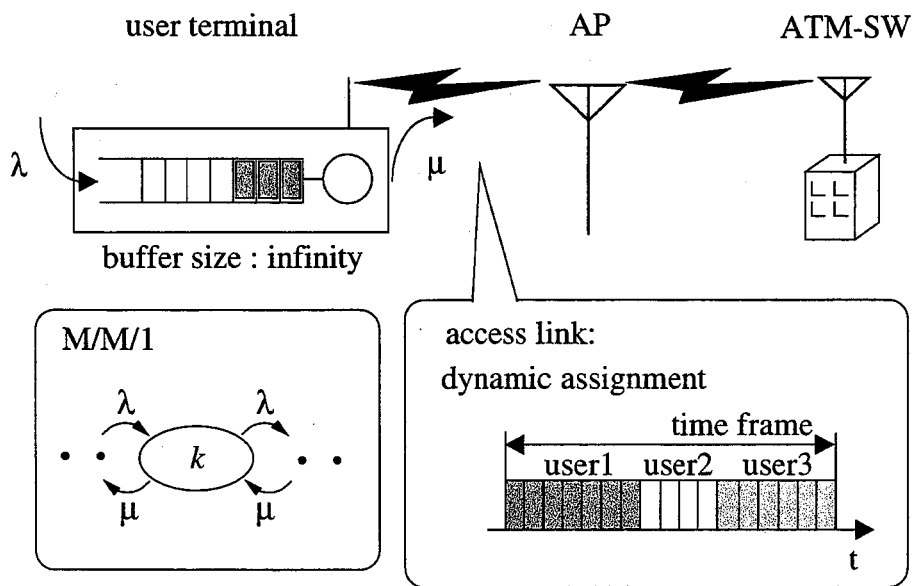 user terminal
AP
ATM-SW
λ
μ
buffer size : infinity
M/M/1
λ
λ
k
μ
μ
access link:
dynamic assignment
time frame
user1
user2
user3
t